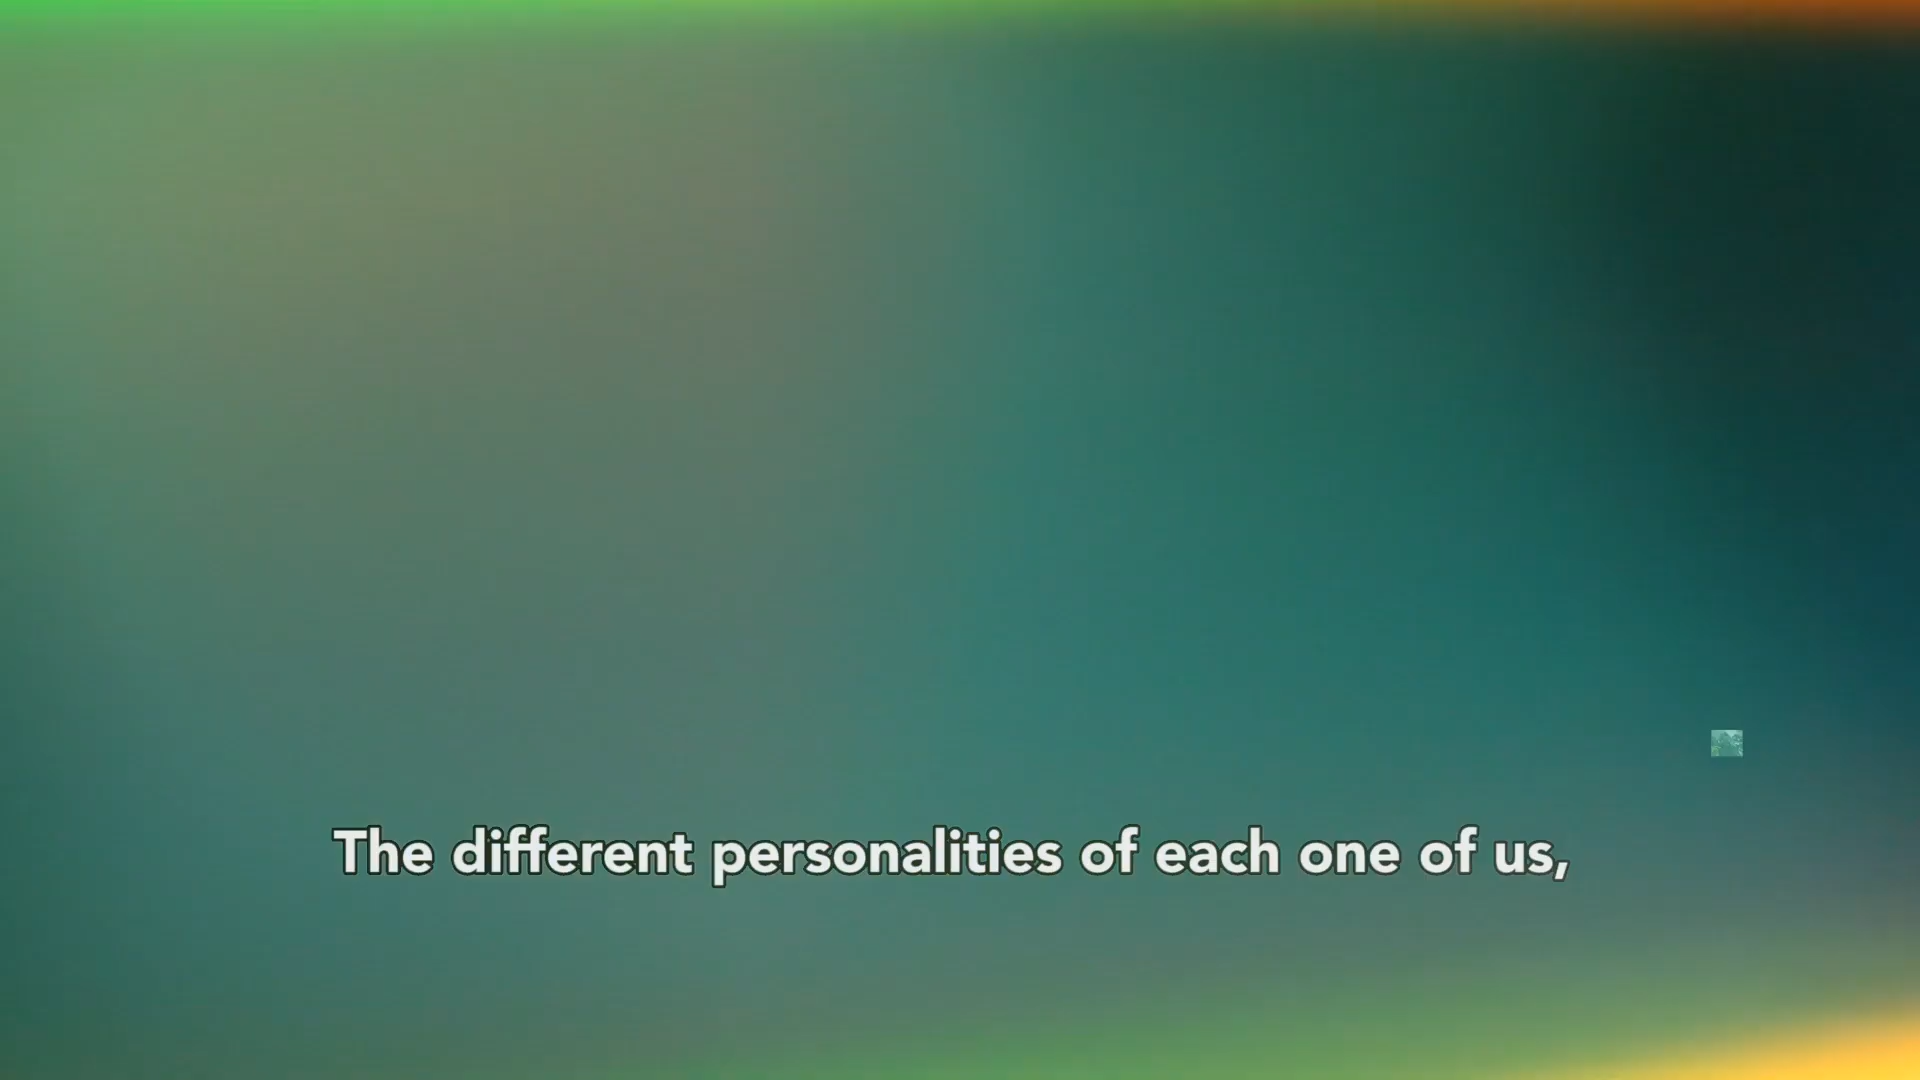 The different personalities of each one of us,